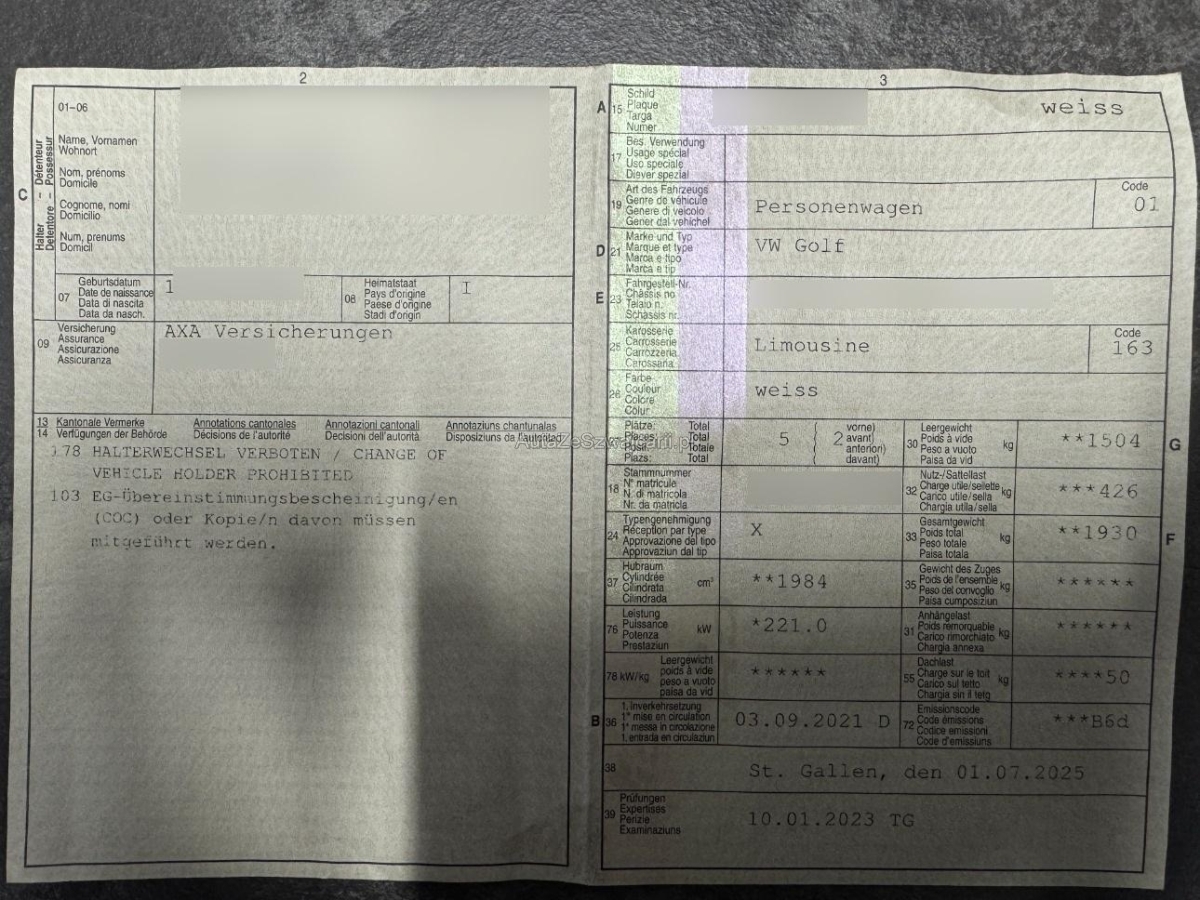 2
01-06
Halter – Détenteur
Detentore – Possessur
C
Name, Vornamen
Wohnort
Nom, prénoms
Domicile
Cognome, nomi
Domicilio
Num, prenums
Domicil
07
Geburtsdatum
Date de naissance
Data di nascita
Data da nasch.
1
08
Heimatstaat
Pays d'origine
Paese d'origine
Stadi d'origin
I
09
Versicherung
Assurance
Assicurazione
Assicuranza
AXA Versicherungen
13 Kantonale Vermerke Annotations cantonales Annotazioni cantonali Annotaziuns chantunalas
14 Verfügungen der Behörde Décisions de l'autorité Decisioni dell'autorità Disposiziuns da l'autoritad
178 HALTERWECHSEL VERBOTEN / CHANGE OF
VEHICLE HOLDER PROHIBITED
103 EG-Übereinstimmungsbescheinigung/en
(COC) oder Kopie/n davon müssen
mitgeführt werden.
3
A 15
Schild
Plaque
Targa
Numer
weiss
17
Bes. Verwendung
Usage spécial
Uso speciale
Diever spezial
19
Art des Fahrzeugs
Genre de véhicule
Genere di veicolo
Gener dal vehichel
Personenwagen
Code
01
D 21
Marke und Typ
Marque et type
Marca e tipo
Marca e tip
VW Golf
E 23
Fahrgestell-Nr.
Châssis no
Telaio n.
Schassis nr.
25
Karosserie
Carrosserie
Carrozzeria
Carossaria
Limousine
Code
163
26
Farbe
Couleur
Colore
Colur
weiss
AutaZeSzwajcarii.pl
Plätze: Total
Places: Total
Posti: Totale
Plazs: Total
5 ( 2 vorne)
avant)
anteriori)
( davant)
30
Leergewicht
Poids à vide
Peso a vuoto
Paisa da vid
kg
**1504
G
18
Stammnummer
N° matricule
N. di matricola
Nr. da matricla
32
Nutz-/Sattellast
Charge utile/sellette
Carico utile/sella
Chargia utila/sella
kg
***426
24
Typengenehmigung
Réception par type
Approvazione del tipo
Approvaziun dal tip
X
33
Gesamtgewicht
Poids total
Peso totale
Paisa totala
kg
**1930
F
37
Hubraum
Cylindrée
Cilindrata
Cilindrada
cm³
**1984
35
Gewicht des Zuges
Poids de l'ensemble
Peso del convoglio
Paisa cumposiziun
kg
******
76
Leistung
Puissance
Potenza
Prestaziun
kW
*221.0
31
Anhängelast
Poids remorquable
Carico rimorchiato
Chargia annexa
kg
******
78 kW/kg
Leergewicht
poids à vide
peso a vuoto
paisa da vid
******
55
Dachlast
Charge sur le toit
Carico sul tetto
Chargia sin il tetg
kg
****50
B 36
1. Inverkehrsetzung
1re mise en circulation
1a messa in circolazione
1. entrada en circulaziun
03.09.2021 D
72
Emissionscode
Code émissions
Codice emissioni
Code d'emissiuns
***B6d
38
St. Gallen, den 01.07.2025
39
Prüfungen
Expertises
Perizie
Examinaziuns
10.01.2023 TG